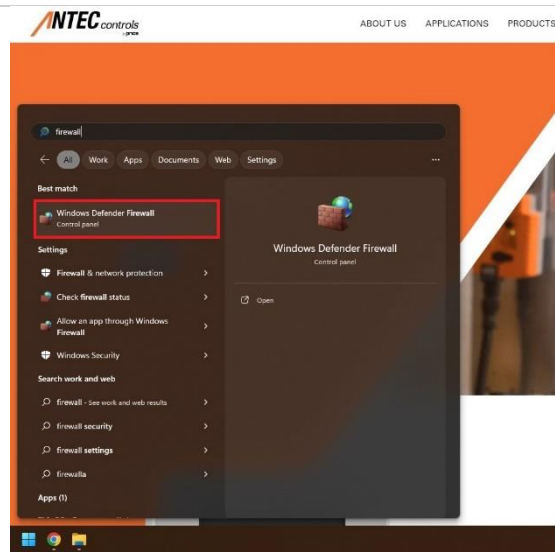 ANTEC controls
by price
ABOUT US APPLICATIONS PRODUCTS
firewall
All Work Apps Documents Web Settings ...
Best match
Windows Defender Firewall
Control panel
Windows Defender Firewall
Control panel
Open
Settings
Firewall & network protection
Check firewall status
Allow an app through Windows
Firewall
Windows Security
Search work and web
firewall - See work and web results
firewall security
firewall settings
firewalla
Apps (1)